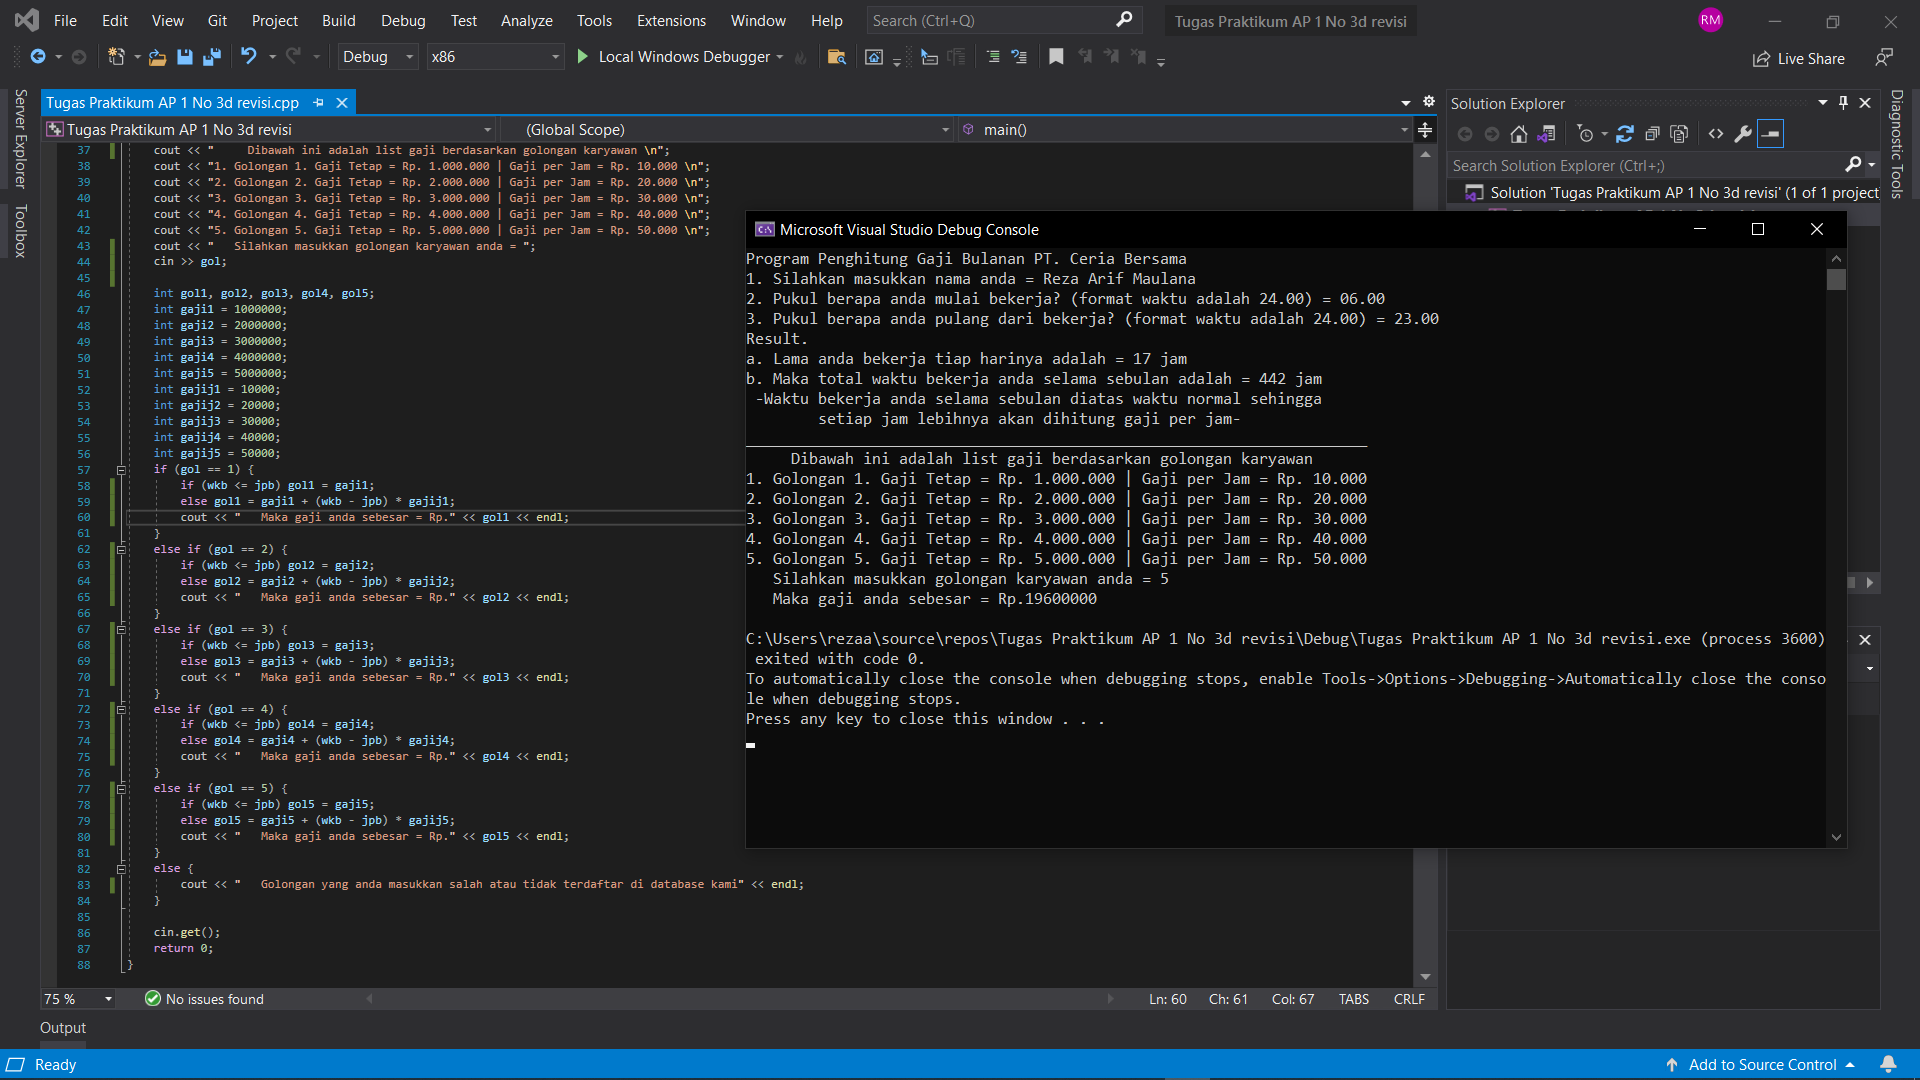 File Edit View Git Project Build Debug Test Analyze Tools Extensions Window Help Search (Ctrl+Q) Tugas Praktikum AP 1 No 3d revisi RM
Debug x86 Local Windows Debugger Live Share
Server Explorer
Toolbox
Tugas Praktikum AP 1 No 3d revisi.cpp
Tugas Praktikum AP 1 No 3d revisi (Global Scope) main()
37 cout << "     Dibawah ini adalah list gaji berdasarkan golongan karyawan \n";
38 cout << "1. Golongan 1. Gaji Tetap = Rp. 1.000.000 | Gaji per Jam = Rp. 10.000 \n";
39 cout << "2. Golongan 2. Gaji Tetap = Rp. 2.000.000 | Gaji per Jam = Rp. 20.000 \n";
40 cout << "3. Golongan 3. Gaji Tetap = Rp. 3.000.000 | Gaji per Jam = Rp. 30.000 \n";
41 cout << "4. Golongan 4. Gaji Tetap = Rp. 4.000.000 | Gaji per Jam = Rp. 40.000 \n";
42 cout << "5. Golongan 5. Gaji Tetap = Rp. 5.000.000 | Gaji per Jam = Rp. 50.000 \n";
43 cout << "   Silahkan masukkan golongan karyawan anda = ";
44 cin >> gol;
45
46 int gol1, gol2, gol3, gol4, gol5;
47 int gaji1 = 1000000;
48 int gaji2 = 2000000;
49 int gaji3 = 3000000;
50 int gaji4 = 4000000;
51 int gaji5 = 5000000;
52 int gajij1 = 10000;
53 int gajij2 = 20000;
54 int gajij3 = 30000;
55 int gajij4 = 40000;
56 int gajij5 = 50000;
57 if (gol == 1) {
58 if (wkb <= jpb) gol1 = gaji1;
59 else gol1 = gaji1 + (wkb - jpb) * gajij1;
60 cout << "   Maka gaji anda sebesar = Rp." << gol1 << endl;
61 }
62 else if (gol == 2) {
63 if (wkb <= jpb) gol2 = gaji2;
64 else gol2 = gaji2 + (wkb - jpb) * gajij2;
65 cout << "   Maka gaji anda sebesar = Rp." << gol2 << endl;
66 }
67 else if (gol == 3) {
68 if (wkb <= jpb) gol3 = gaji3;
69 else gol3 = gaji3 + (wkb - jpb) * gajij3;
70 cout << "   Maka gaji anda sebesar = Rp." << gol3 << endl;
71 }
72 else if (gol == 4) {
73 if (wkb <= jpb) gol4 = gaji4;
74 else gol4 = gaji4 + (wkb - jpb) * gajij4;
75 cout << "   Maka gaji anda sebesar = Rp." << gol4 << endl;
76 }
77 else if (gol == 5) {
78 if (wkb <= jpb) gol5 = gaji5;
79 else gol5 = gaji5 + (wkb - jpb) * gajij5;
80 cout << "   Maka gaji anda sebesar = Rp." << gol5 << endl;
81 }
82 else {
83 cout << "   Golongan yang anda masukkan salah atau tidak terdaftar di database kami" << endl;
84 }
85
86 cin.get();
87 return 0;
88 }
75 % No issues found Ln: 60 Ch: 61 Col: 67 TABS CRLF
Microsoft Visual Studio Debug Console
Program Penghitung Gaji Bulanan PT. Ceria Bersama
1. Silahkan masukkan nama anda = Reza Arif Maulana
2. Pukul berapa anda mulai bekerja? (format waktu adalah 24.00) = 06.00
3. Pukul berapa anda pulang dari bekerja? (format waktu adalah 24.00) = 23.00
Result.
a. Lama anda bekerja tiap harinya adalah = 17 jam
b. Maka total waktu bekerja anda selama sebulan adalah = 442 jam
-Waktu bekerja anda selama sebulan diatas waktu normal sehingga
setiap jam lebihnya akan dihitung gaji per jam-
Dibawah ini adalah list gaji berdasarkan golongan karyawan
1. Golongan 1. Gaji Tetap = Rp. 1.000.000 | Gaji per Jam = Rp. 10.000
2. Golongan 2. Gaji Tetap = Rp. 2.000.000 | Gaji per Jam = Rp. 20.000
3. Golongan 3. Gaji Tetap = Rp. 3.000.000 | Gaji per Jam = Rp. 30.000
4. Golongan 4. Gaji Tetap = Rp. 4.000.000 | Gaji per Jam = Rp. 40.000
5. Golongan 5. Gaji Tetap = Rp. 5.000.000 | Gaji per Jam = Rp. 50.000
Silahkan masukkan golongan karyawan anda = 5
Maka gaji anda sebesar = Rp.19600000
C:\Users\rezaa\source\repos\Tugas Praktikum AP 1 No 3d revisi\Debug\Tugas Praktikum AP 1 No 3d revisi.exe (process 3600)
exited with code 0.
To automatically close the console when debugging stops, enable Tools->Options->Debugging->Automatically close the conso
le when debugging stops.
Press any key to close this window . . .
Solution Explorer
Search Solution Explorer (Ctrl+;)
Solution 'Tugas Praktikum AP 1 No 3d revisi' (1 of 1 project
Diagnostic Tools
Output
Ready Add to Source Control